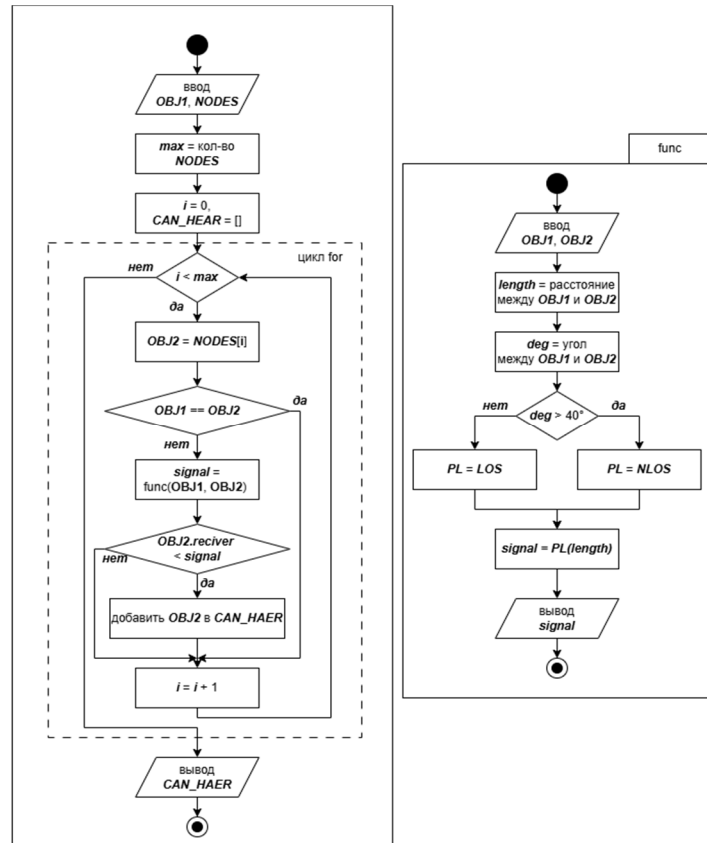 ввод
OBJ1, NODES
max = кол-во
NODES
i = 0,
CAN_HEAR = []
цикл for
нет
i < max
да
OBJ2 = NODES[i]
OBJ1 == OBJ2
да
нет
signal =
func(OBJ1, OBJ2)
OBJ2.reciver
< signal
нет
да
добавить OBJ2 в CAN_HAER
i = i + 1
вывод
CAN_HAER
func
ввод
OBJ1, OBJ2
length = расстояние
между OBJ1 и OBJ2
deg = угол
между OBJ1 и OBJ2
нет
deg > 40°
да
PL = LOS
PL = NLOS
signal = PL(length)
вывод
signal